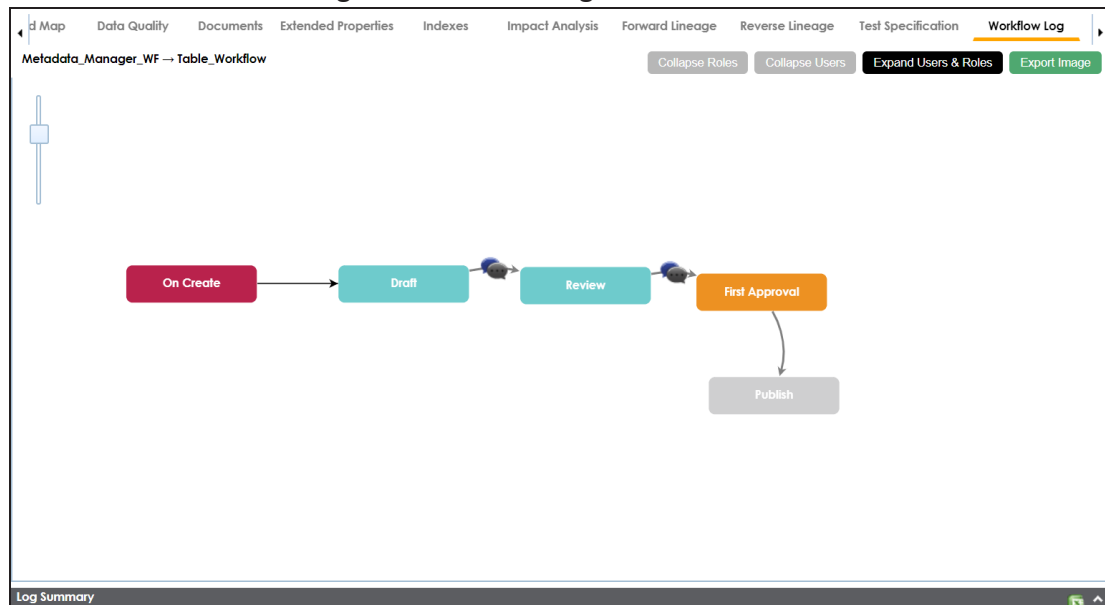 d Map Data Quality Documents Extended Properties Indexes Impact Analysis Forward Lineage Reverse Lineage Test Specification Workflow Log
Metadata_Manager_WF → Table_Workflow Collapse Roles Collapse Users Expand Users & Roles Export Image
On Create Draft Review First Approval
Publish
Log Summary